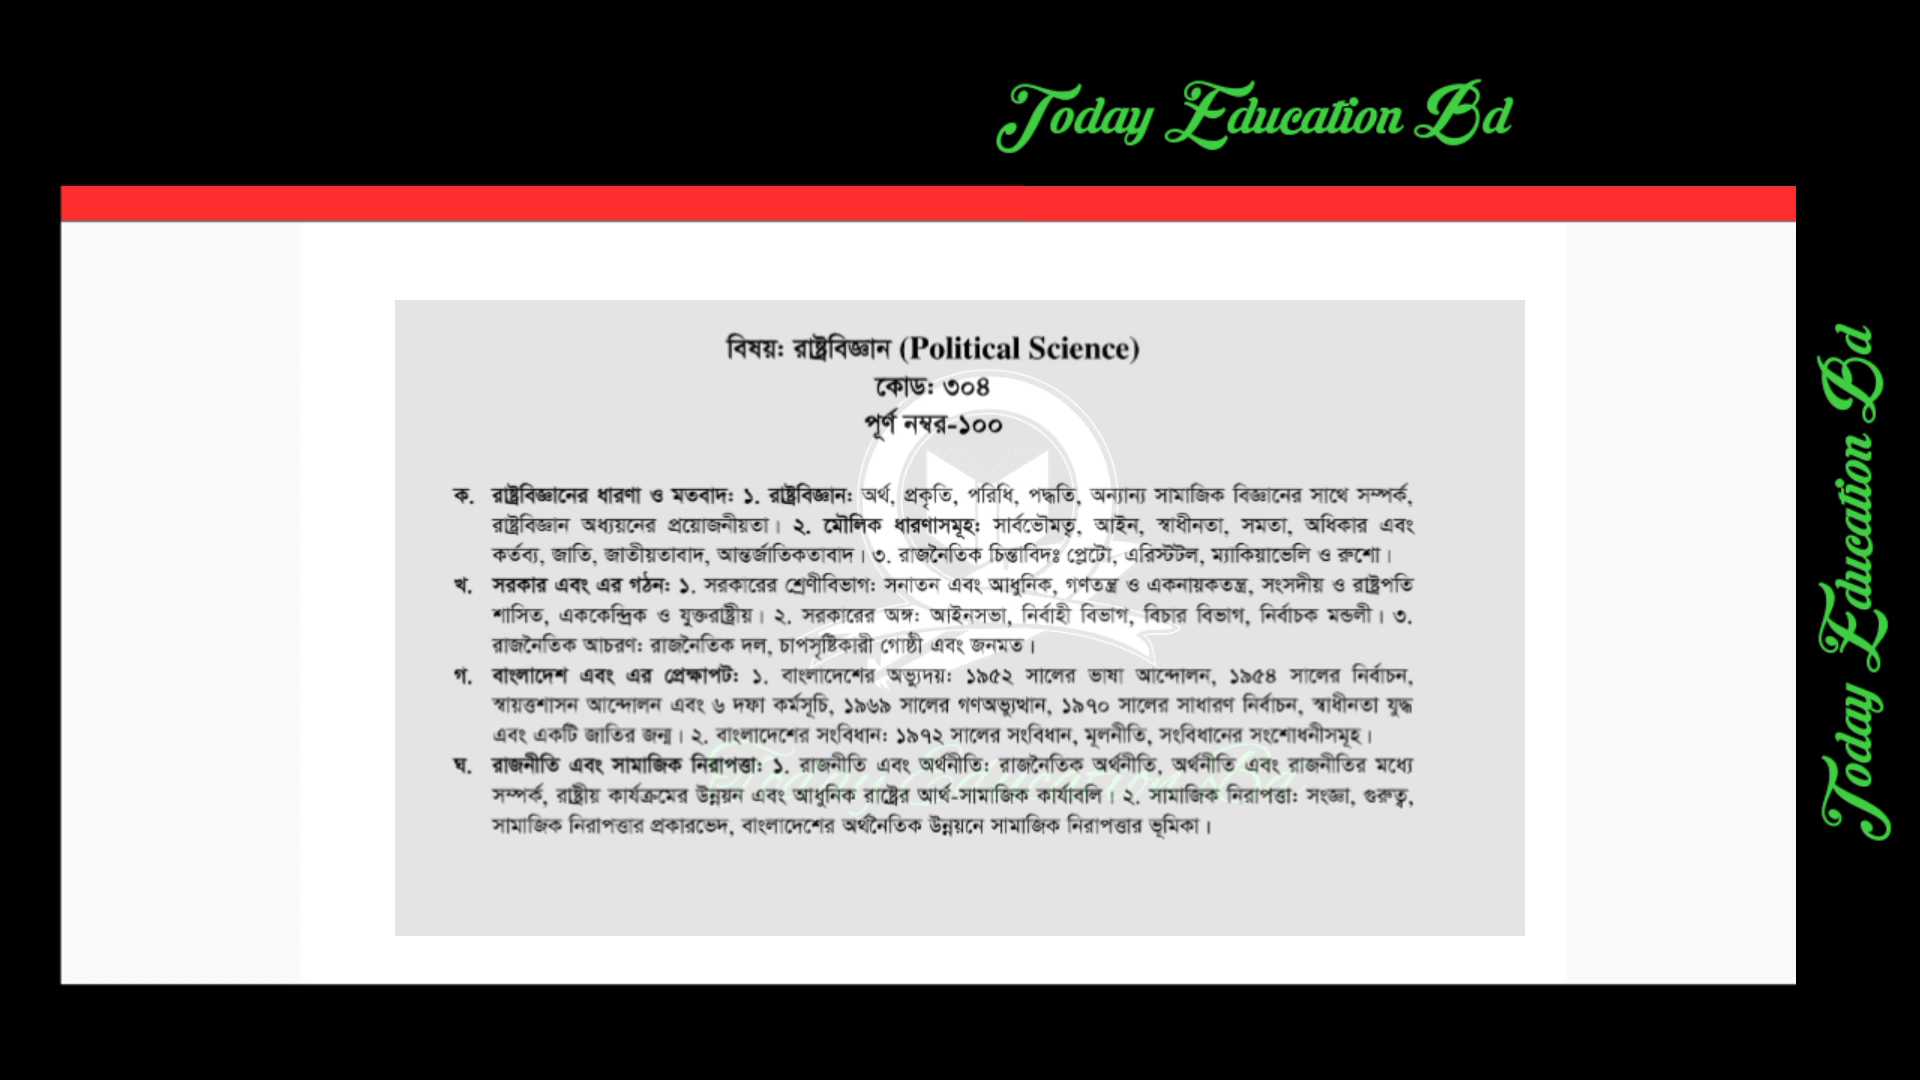 Today Education Bd
বিষয়: রাষ্ট্রবিজ্ঞান (Political Science)
কোড: ৩০৪
পূর্ণ নম্বর-১০০
ক. রাষ্ট্রবিজ্ঞানের ধারণা ও মতবাদ: ১. রাষ্ট্রবিজ্ঞান: অর্থ, প্রকৃতি, পরিধি, পদ্ধতি, অন্যান্য সামাজিক বিজ্ঞানের সাথে সম্পর্ক,
রাষ্ট্রবিজ্ঞান অধ্যয়নের প্রয়োজনীয়তা। ২. মৌলিক ধারণাসমূহ: সার্বভৌমত্ব, আইন, স্বাধীনতা, সমতা, অধিকার এবং
কর্তব্য, জাতি, জাতীয়তাবাদ, আন্তর্জাতিকতাবাদ। ৩. রাজনৈতিক চিন্তাবিদঃ প্লেটো, এরিস্টটল, ম্যাকিয়াভেলি ও রুশো।
খ. সরকার এবং এর গঠন: ১. সরকারের শ্রেণীবিভাগ: সনাতন এবং আধুনিক, গণতন্ত্র ও একনায়কতন্ত্র, সংসদীয় ও রাষ্ট্রপতি
শাসিত, এককেন্দ্রিক ও যুক্তরাষ্ট্রীয়। ২. সরকারের অঙ্গ: আইনসভা, নির্বাহী বিভাগ, বিচার বিভাগ, নির্বাচক মন্ডলী। ৩.
রাজনৈতিক আচরণ: রাজনৈতিক দল, চাপসৃষ্টিকারী গোষ্ঠী এবং জনমত।
গ. বাংলাদেশ এবং এর প্রেক্ষাপট: ১. বাংলাদেশের অভ্যুদয়: ১৯৫২ সালের ভাষা আন্দোলন, ১৯৫৪ সালের নির্বাচন,
স্বায়ত্তশাসন আন্দোলন এবং ৬ দফা কর্মসূচি, ১৯৬৯ সালের গণঅভ্যুত্থান, ১৯৭০ সালের সাধারণ নির্বাচন, স্বাধীনতা যুদ্ধ
এবং একটি জাতির জন্ম। ২. বাংলাদেশের সংবিধান: ১৯৭২ সালের সংবিধান, মূলনীতি, সংবিধানের সংশোধনীসমূহ।
ঘ. রাজনীতি এবং সামাজিক নিরাপত্তা: ১. রাজনীতি এবং অর্থনীতি: রাজনৈতিক অর্থনীতি, অর্থনীতি এবং রাজনীতির মধ্যে
সম্পর্ক, রাষ্ট্রীয় কার্যক্রমের উন্নয়ন এবং আধুনিক রাষ্ট্রের আর্থ-সামাজিক কার্যাবলি। ২. সামাজিক নিরাপত্তা: সংজ্ঞা, গুরুত্ব,
সামাজিক নিরাপত্তার প্রকারভেদ, বাংলাদেশের অর্থনৈতিক উন্নয়নে সামাজিক নিরাপত্তার ভূমিকা।
Today Education Bd
Today Education Bd